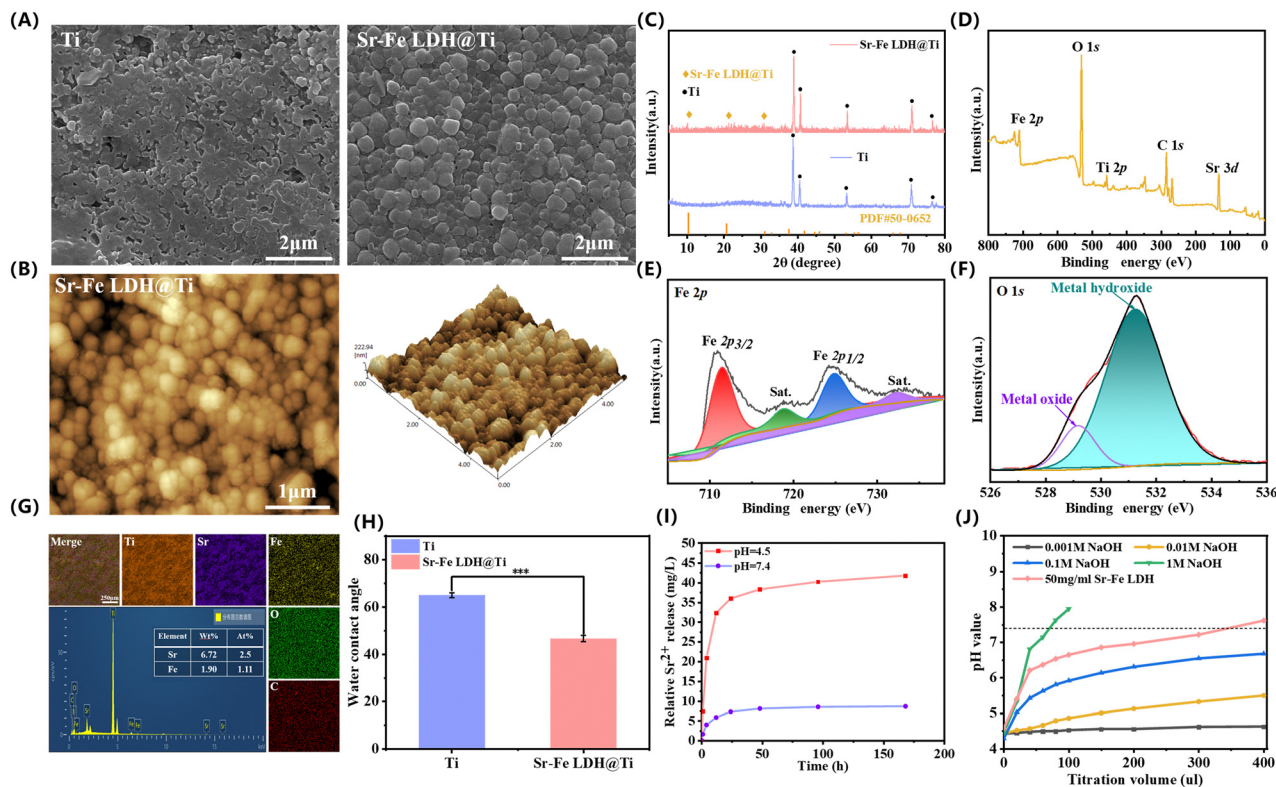 (A)
Ti
2μm
Sr-Fe LDH@Ti
2μm
(B)
Sr-Fe LDH@Ti
1μm
222.94
[nm]
0.00
2.00
4.00
0.00
2.00
4.00
(C)
Sr-Fe LDH@Ti
Sr-Fe LDH@Ti
Ti
Ti
PDF#50-0652
Intensity(a.u.)
0 10 20 30 40 50 60 70 80
2θ (degree)
(D)
O 1s
Fe 2p
Ti 2p
C 1s
Sr 3d
Intensity(a.u.)
800 700 600 500 400 300 200 100 0
Binding energy (eV)
(E)
Fe 2p
Fe 2p3/2
Sat.
Fe 2p1/2
Sat.
Intensity(a.u.)
710 720 730
Binding energy (eV)
(F)
O 1s
Metal hydroxide
Metal oxide
Intensity(a.u.)
526 528 530 532 534 536
Binding energy (eV)
(G)
Merge
250μm
Ti
Sr
Fe
O
C
Element Wt% At%
Sr 6.72 2.5
Fe 1.90 1.11
0 5 10 15 keV
(H)
Ti
Sr-Fe LDH@Ti
***
Water contact angle
80
60
40
20
0
Ti Sr-Fe LDH@Ti
(I)
pH=4.5
pH=7.4
Relative Sr2+ release (mg/L)
50
45
40
35
30
25
20
15
10
5
0
0 50 100 150 200
Time (h)
(J)
0.001M NaOH 0.01M NaOH
0.1M NaOH 1M NaOH
50mg/ml Sr-Fe LDH
pH value
9
8
7
6
5
4
0 100 200 300 400
Titration volume (ul)